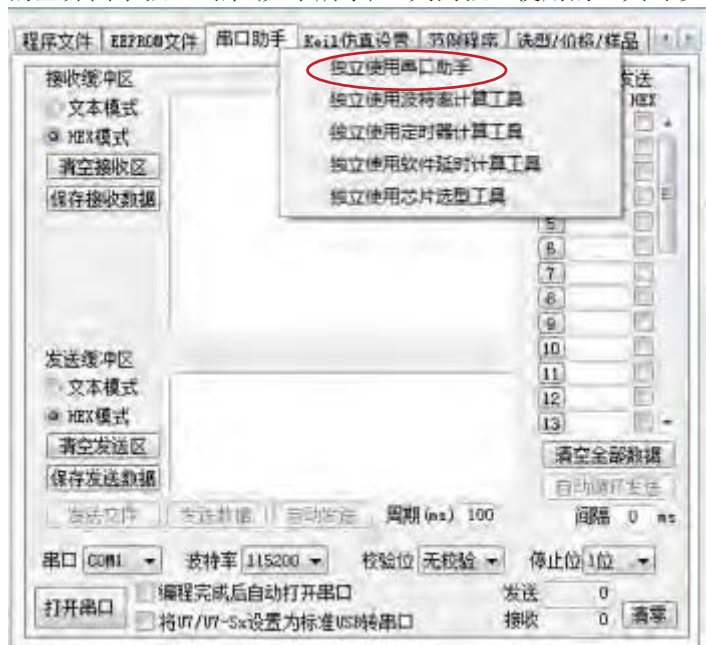 程序文件 EEPROM文件 串口助手 Keil仿真设置 范例程序 选型/价格/样品
独立使用串口助手
独立使用波特率计算工具
独立使用定时器计算工具
独立使用软件延时计算工具
独立使用芯片选型工具
接收缓冲区
文本模式
HEX模式
清空接收区
保存接收数据
发送
HEX
5
6
7
8
9
10
11
12
13
发送缓冲区
文本模式
HEX模式
清空发送区
保存发送数据
清空全部数据
自动循环发送
发送文件 发送数据 自动发送 周期(ms) 100
间隔 0 ms
串口 COM1 波特率 115200 校验位 无校验 停止位 1位
打开串口
编程完成后自动打开串口
将U7/U7-Sx设置为标准USB转串口
发送 0
接收 0
清零